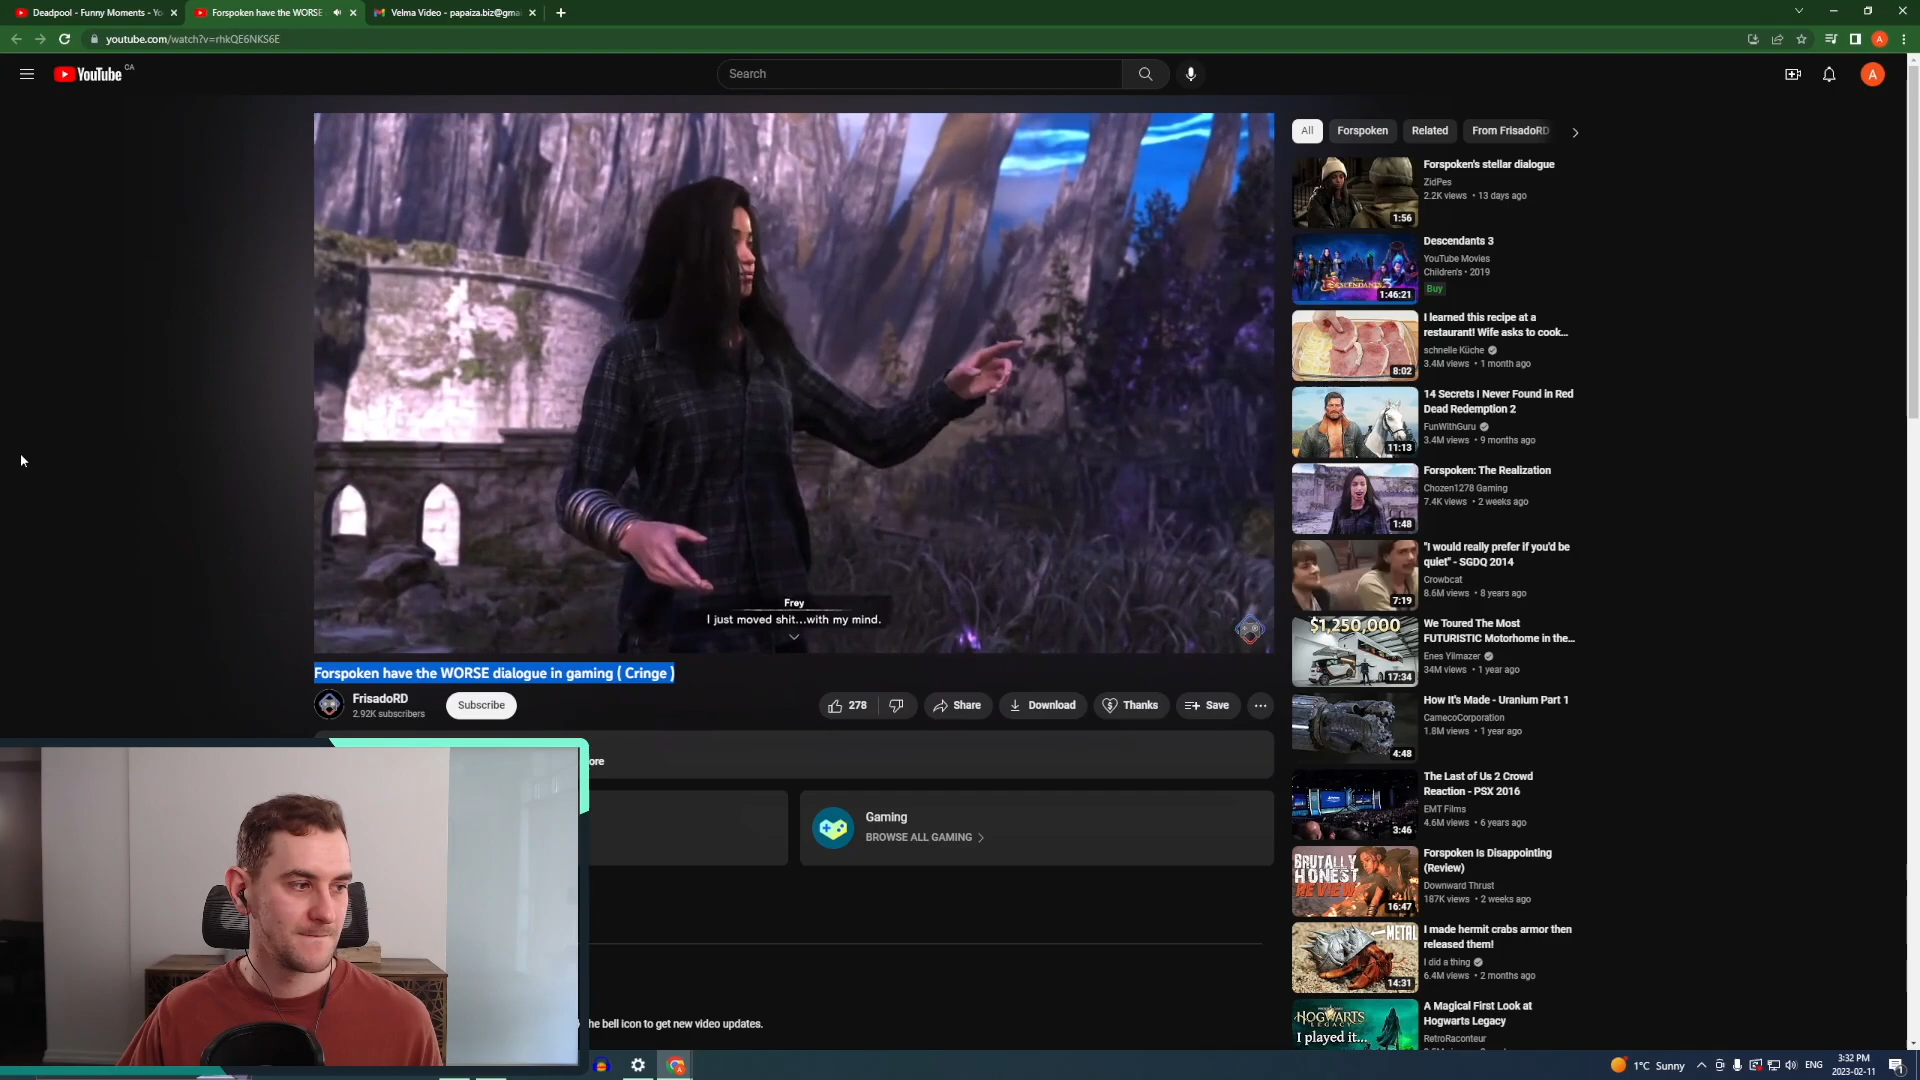 Deadpool - Funny Moments - Yo
Forspoken have the WORSE
Velma Video - papaiza.biz@gma
youtube.com/watch?v=rhkQE6NKS6E
A
YouTube
CA
Search
A
All
Forspoken
Related
From FrisadoRD
Forspoken's stellar dialogue
ZidPes
2.2K views • 13 days ago
1:56
Descendants 3
YouTube Movies
Children's • 2019
Buy
1:46:21
I learned this recipe at a
restaurant! Wife asks to cook...
schnelle Küche
3.4M views • 1 month ago
8:02
14 Secrets I Never Found in Red
Dead Redemption 2
FunWithGuru
3.4M views • 9 months ago
11:13
Forspoken: The Realization
Chozen1278 Gaming
7.4K views • 2 weeks ago
1:48
"I would really prefer if you'd be
quiet" - SGDQ 2014
Crowbcat
8.6M views • 8 years ago
7:19
$1,250,000
We Toured The Most
FUTURISTIC Motorhome in the...
Enes Yilmazer
34M views • 1 year ago
17:34
How It's Made - Uranium Part 1
CamecoCorporation
1.8M views • 1 year ago
4:48
The Last of Us 2 Crowd
Reaction - PSX 2016
EMT Films
4.6M views • 6 years ago
3:46
BRUTALLY
HONEST
REVIEW
Forspoken Is Disappointing
(Review)
Downward Thrust
187K views • 2 weeks ago
16:47
METAL
I made hermit crabs armor then
released them!
I did a thing
6.4M views • 2 months ago
14:31
HOGWARTS
LEGACY
I played it...
A Magical First Look at
Hogwarts Legacy
RetroRaconteur
Frey
I just moved shit...with my mind.
Forspoken have the WORSE dialogue in gaming ( Cringe )
FrisadoRD
2.92K subscribers
Subscribe
278
Share
Download
Thanks
Save
ore
Gaming
BROWSE ALL GAMING
he bell icon to get new video updates.
1°C Sunny
ENG
3:32 PM
2023-02-11
1